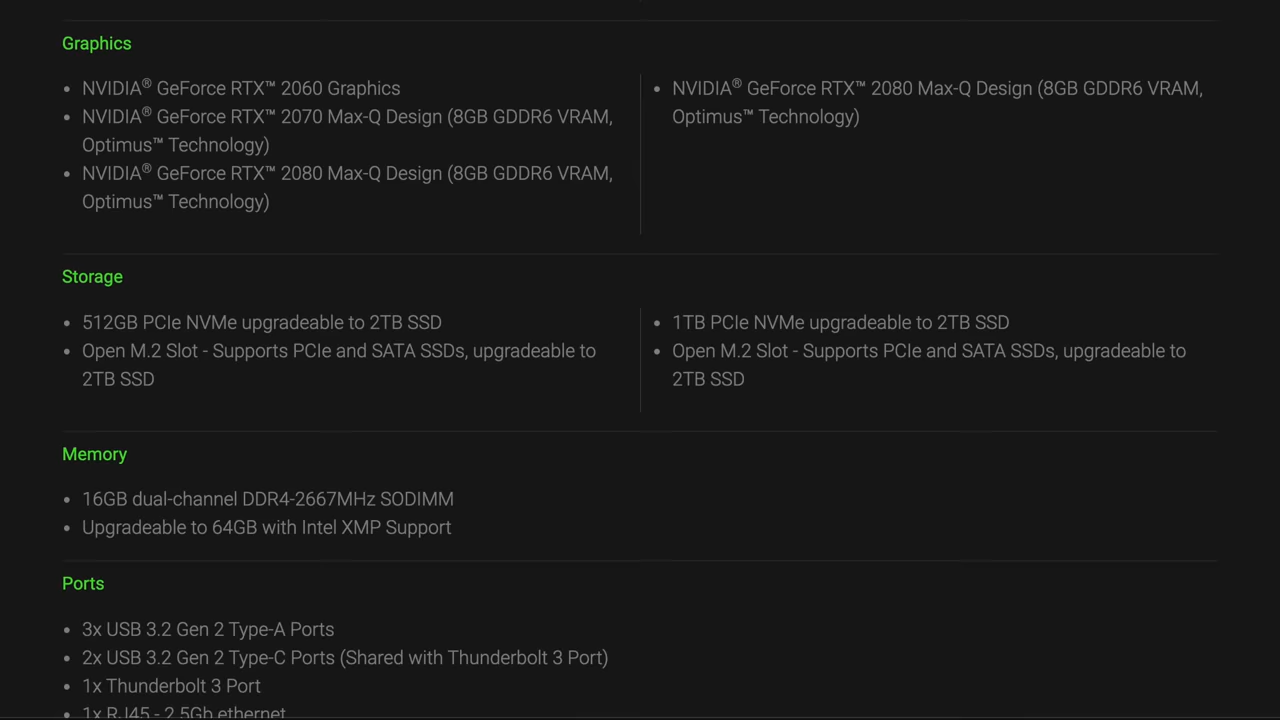 Graphics
NVIDIA® GeForce RTX™ 2060 Graphics
NVIDIA® GeForce RTX™ 2070 Max-Q Design (8GB GDDR6 VRAM,
Optimus™ Technology)
NVIDIA® GeForce RTX™ 2080 Max-Q Design (8GB GDDR6 VRAM,
Optimus™ Technology)
NVIDIA® GeForce RTX™ 2080 Max-Q Design (8GB GDDR6 VRAM,
Optimus™ Technology)
Storage
512GB PCIe NVMe upgradeable to 2TB SSD
Open M.2 Slot - Supports PCIe and SATA SSDs, upgradeable to
2TB SSD
1TB PCIe NVMe upgradeable to 2TB SSD
Open M.2 Slot - Supports PCIe and SATA SSDs, upgradeable to
2TB SSD
Memory
16GB dual-channel DDR4-2667MHz SODIMM
Upgradeable to 64GB with Intel XMP Support
Ports
3x USB 3.2 Gen 2 Type-A Ports
2x USB 3.2 Gen 2 Type-C Ports (Shared with Thunderbolt 3 Port)
1x Thunderbolt 3 Port
1x RJ45 - 2.5Gb ethernet